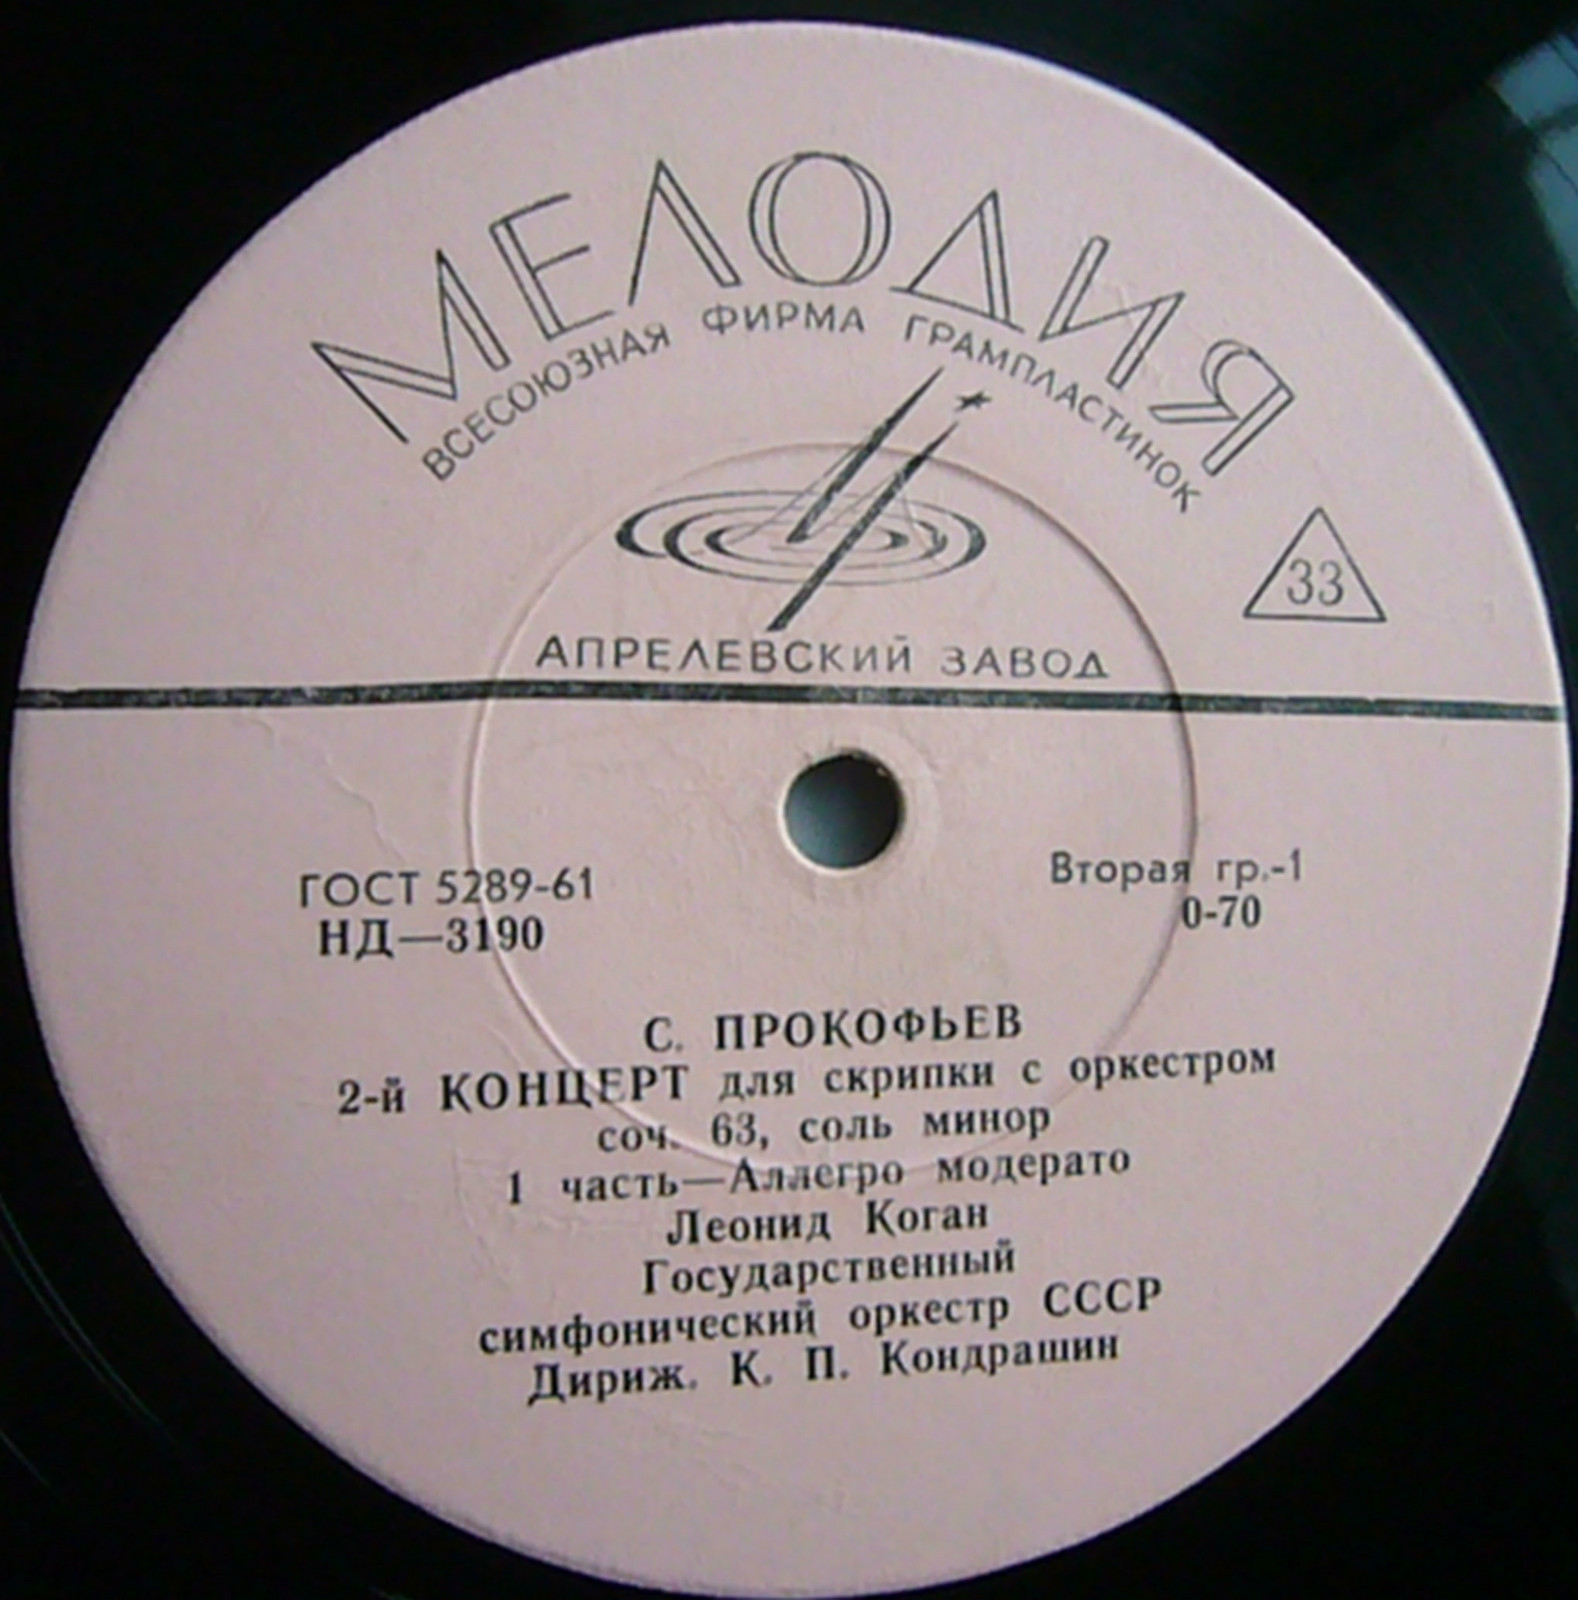 МЕЛОДИЯ
ВСЕСОЮЗНАЯ ФИРМА ГРАМПЛАСТИНОК
33
АПРЕЛЕВСКИЙ ЗАВОД
ГОСТ 5289-61
НД—3190
Вторая гр.-1
0-70
С. ПРОКОФЬЕВ
2-й КОНЦЕРТ для скрипки с оркестром
соч. 63, соль минор
1 часть—Аллегро модерато
Леонид Коган
Государственный
симфонический оркестр СССР
Дириж. К. П. Кондрашин